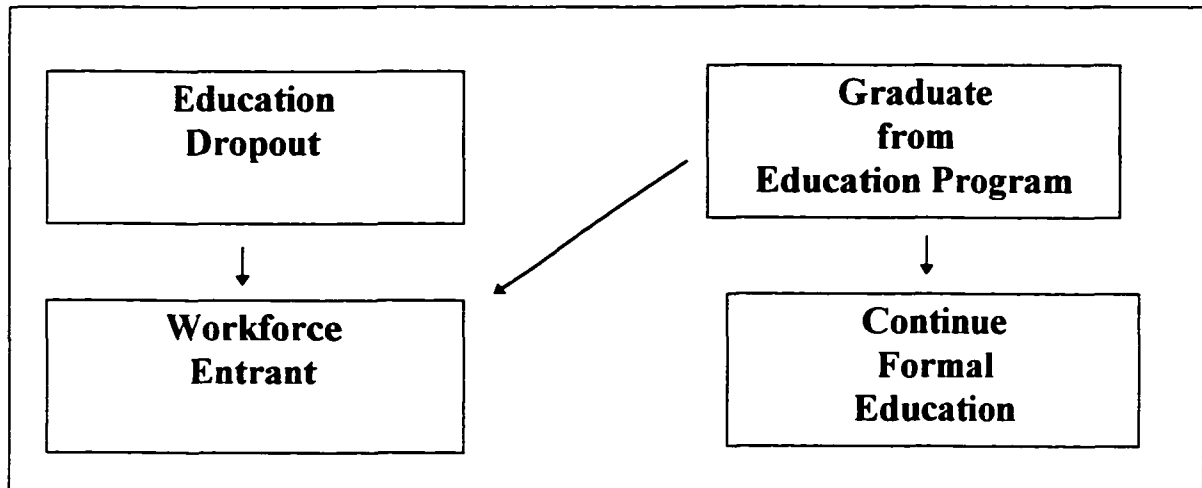 Education
Dropout
Graduate
from
Education Program
Workforce
Entrant
Continue
Formal
Education